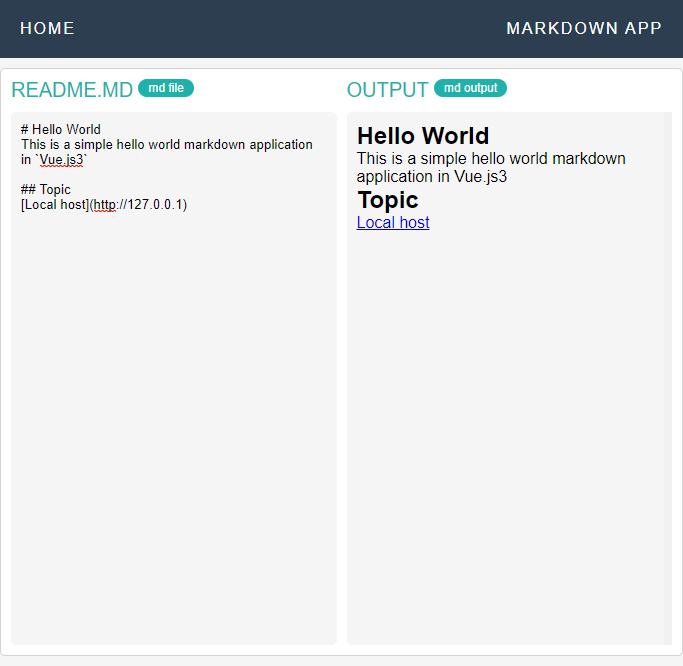 HOME MARKDOWN APP
README.MD md file
# Hello World
This is a simple hello world markdown application
in `Vue.js3`
## Topic
[Local host](http://127.0.0.1)
OUTPUT md output
Hello World
This is a simple hello world markdown
application in Vue.js3
Topic
Local host